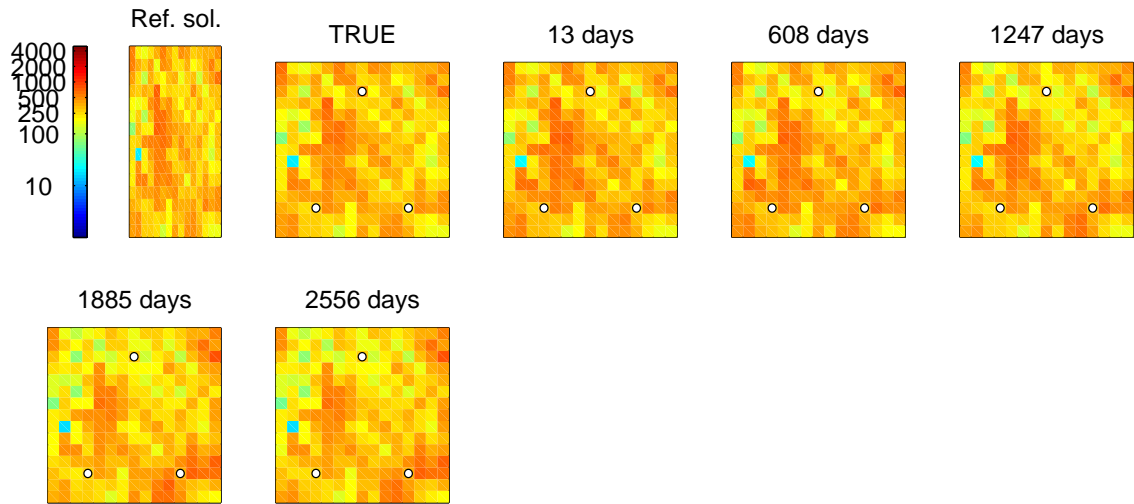 Ref. sol.
TRUE
13 days
608 days
1247 days
4000
2000
1000
500
250
100
10
1885 days
2556 days